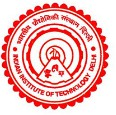 भारतीय प्रौद्योगिकी संस्थान दिल्ली
INDIAN INSTITUTE OF TECHNOLOGY DELHI